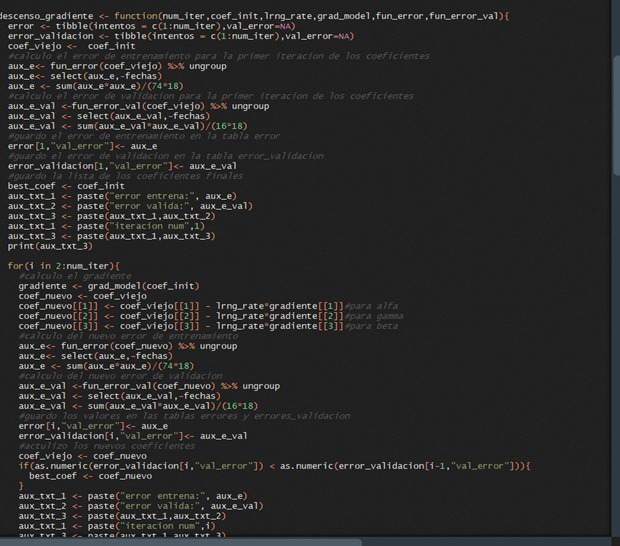 descenso_gradiente <- function(num_iter,coef_init,lrng_rate,grad_model,fun_error,fun_error_val){
error <- tibble(intentos = c(1:num_iter),val_error=NA)
error_validacion <- tibble(intentos = c(1:num_iter),val_error=NA)
coef_viejo <-  coef_init
#calculo el error de entrenamiento para la primer iteracion de los coeficientes
aux_e<- fun_error(coef_viejo) %>% ungroup
aux_e<- select(aux_e,-fechas)
aux_e <- sum(aux_e*aux_e)/(74*18)
#calculo el error de validacion para la primer iteracion de los coeficientes
aux_e_val <-fun_error_val(coef_viejo) %>% ungroup
aux_e_val <- select(aux_e_val,-fechas)
aux_e_val <- sum(aux_e_val*aux_e_val)/(16*18)
#guardo el error de entrenamiento en la tabla error
error[1,"val_error"]<- aux_e
#guardo el error de validacion en la tabla error_validacion
error_validacion[1,"val_error"]<- aux_e_val
#guardo la lista de los coeficientes finales
best_coef <- coef_init
aux_txt_1 <- paste("error entrena:", aux_e)
aux_txt_2 <- paste("error valida:", aux_e_val)
aux_txt_3 <- paste(aux_txt_1,aux_txt_2)
aux_txt_1 <- paste("iteracion num",1)
aux_txt_3 <- paste(aux_txt_1,aux_txt_3)
print(aux_txt_3)
for(i in 2:num_iter){
#calculo el gradiente
gradiente <- grad_model(coef_init)
coef_nuevo <- coef_viejo
coef_nuevo[[1]] <- coef_viejo[[1]] - lrng_rate*gradiente[[1]]#para alfa
coef_nuevo[[2]] <- coef_viejo[[2]] - lrng_rate*gradiente[[2]]#para gamma
coef_nuevo[[3]] <- coef_viejo[[3]] - lrng_rate*gradiente[[3]]#para beta
#calculo del nuevo error de entrenamiento
aux_e<- fun_error(coef_nuevo) %>% ungroup
aux_e<- select(aux_e,-fechas)
aux_e <- sum(aux_e*aux_e)/(74*18)
#calculo del nuevo error de validacion
aux_e_val <-fun_error_val(coef_nuevo) %>% ungroup
aux_e_val <- select(aux_e_val,-fechas)
aux_e_val <- sum(aux_e_val*aux_e_val)/(16*18)
#guardo los valores en las tablas errores y errores_validacion
error[i,"val_error"]<- aux_e
error_validacion[i,"val_error"]<- aux_e_val
#actulizo los nuevos coeficientes
coef_viejo <- coef_nuevo
if(as.numeric(error_validacion[i,"val_error"]) < as.numeric(error_validacion[i-1,"val_error"])){
best_coef <- coef_nuevo
}
aux_txt_1 <- paste("error entrena:", aux_e)
aux_txt_2 <- paste("error valida:", aux_e_val)
aux_txt_3 <- paste(aux_txt_1,aux_txt_2)
aux_txt_1 <- paste("iteracion num",i)
aux_txt_3 <- paste(aux_txt_1,aux_txt_3)